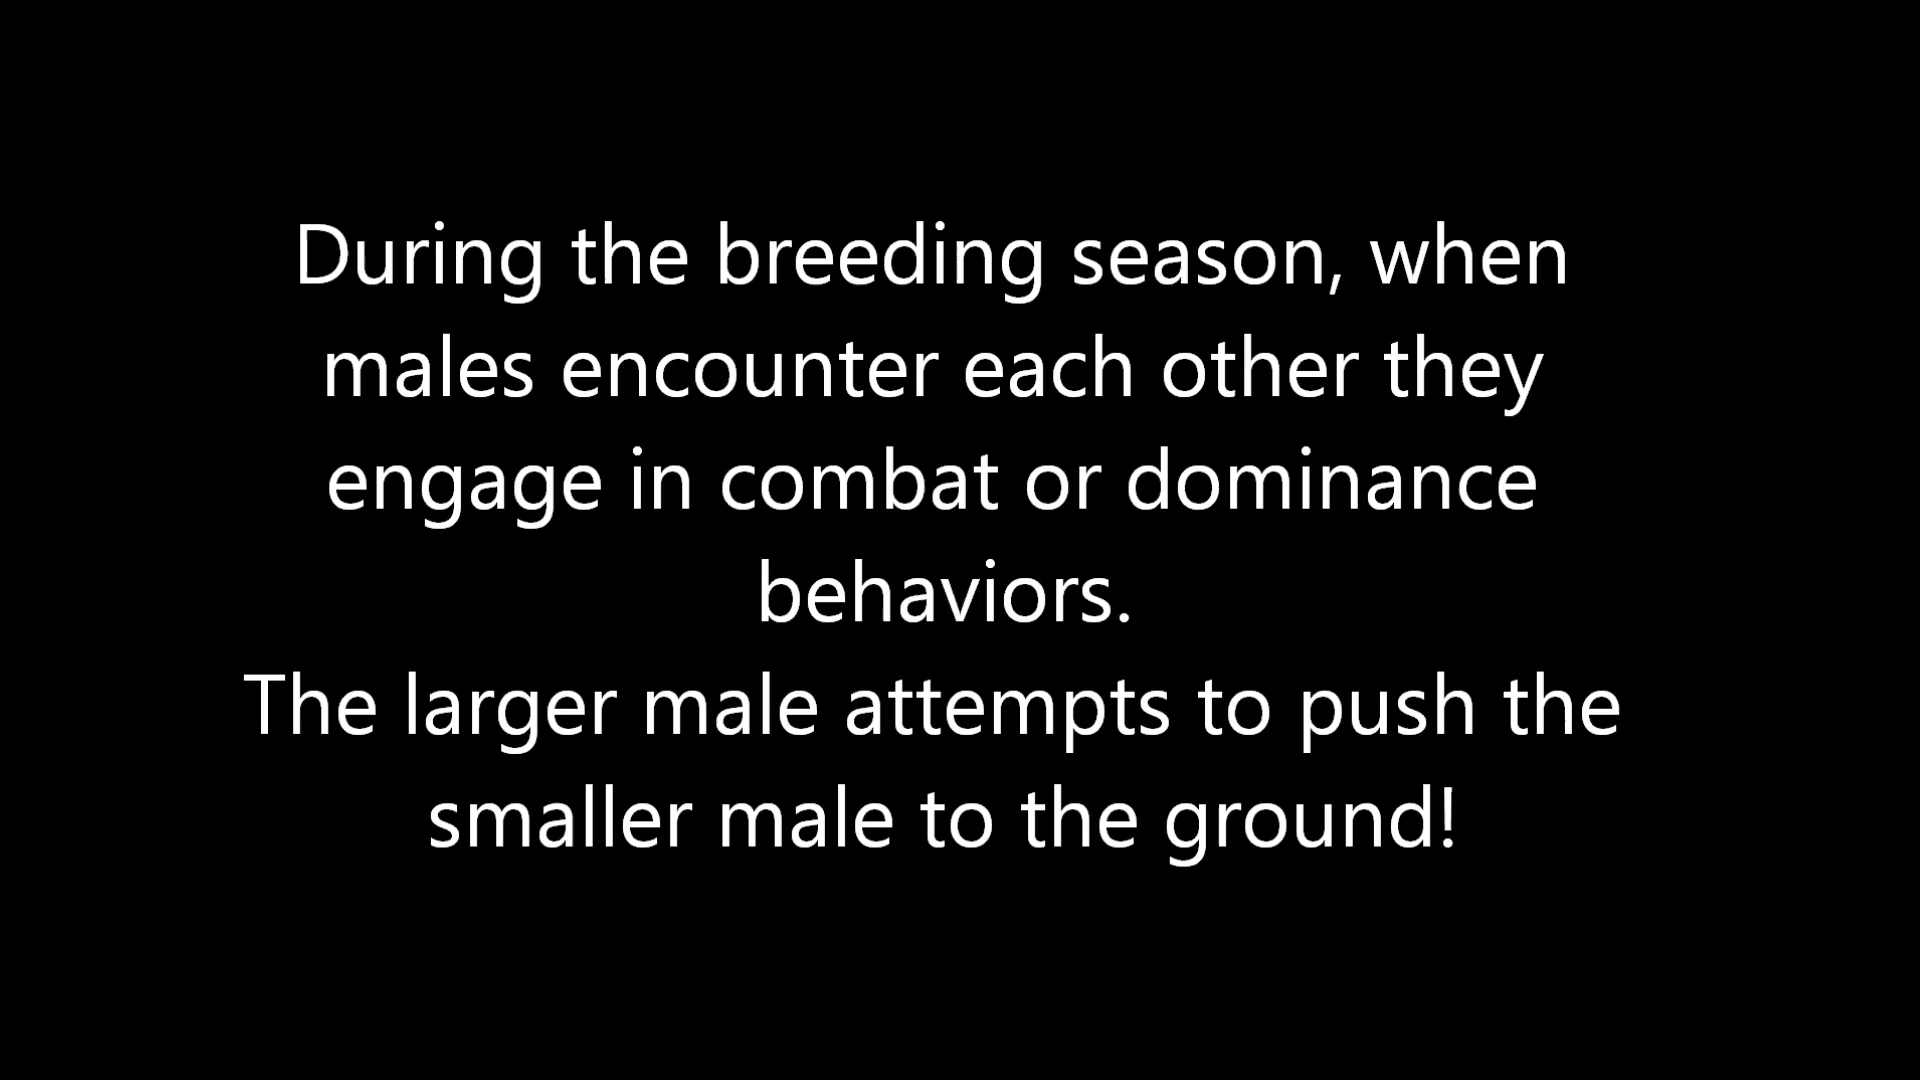 During the breeding season, when
males encounter each other they
engage in combat or dominance
behaviors.
The larger male attempts to push the
smaller male to the ground!